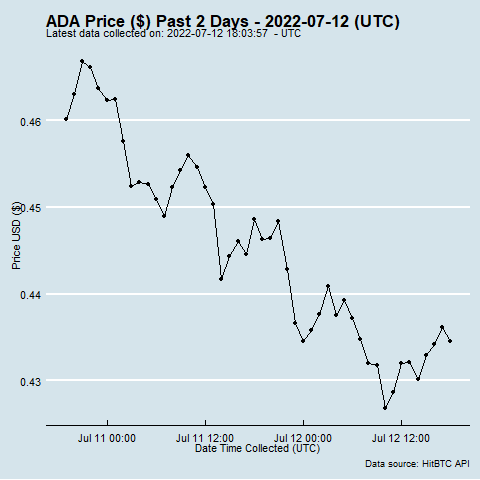 ADA Price ($) Past 2 Days - 2022-07-12 (UTC)
Latest data collected on: 2022-07-12 18:03:57 - UTC
Price USD ($)
0.46
0.45
0.44
0.43
Jul 11 00:00
Jul 11 12:00
Jul 12 00:00
Jul 12 12:00
Date Time Collected (UTC)
Data source: HitBTC API